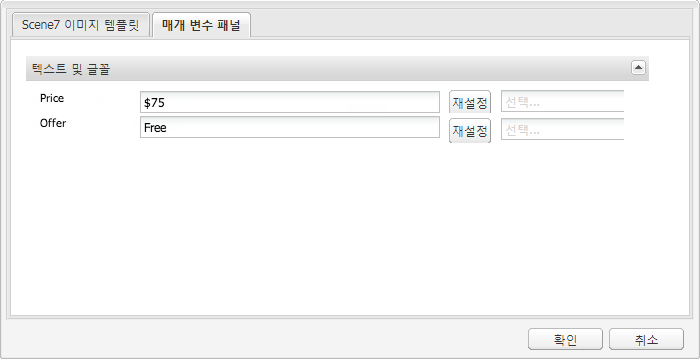 Scene7 이미지 템플릿 매개 변수 패널
텍스트 및 글꼴
Price $75 재설정 선택...
Offer Free 재설정 선택...
확인 취소